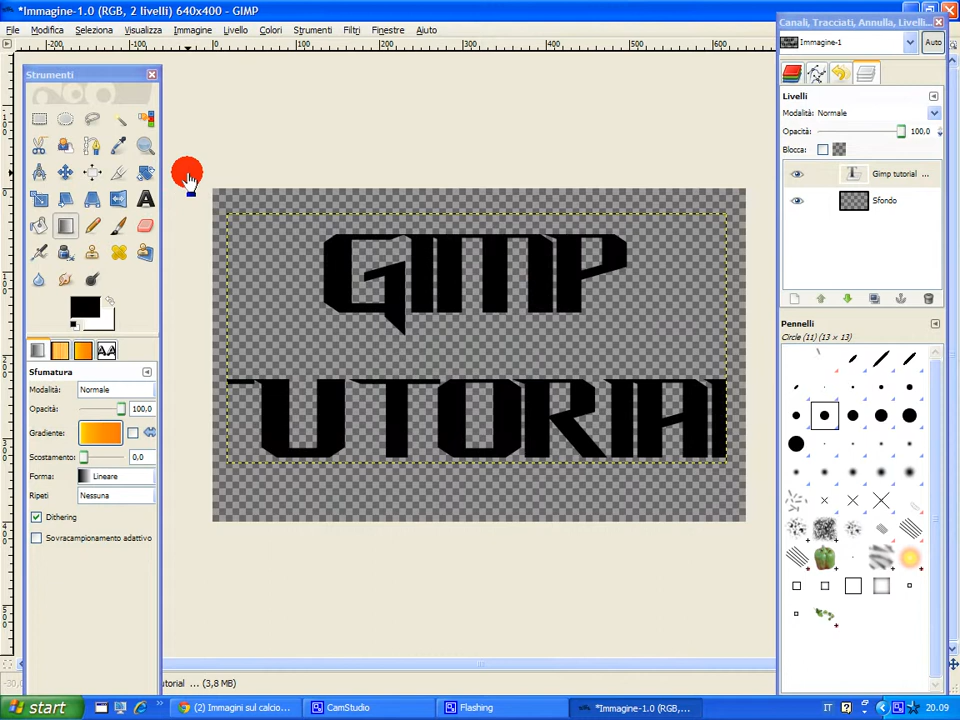 *Immagine-1.0 (RGB, 2 livelli) 640x400 - GIMP
File Modifica Seleziona Visualizza Immagine Livello Colori Strumenti Filtri Finestre Aiuto
Canali, Tracciati, Annulla, Livelli...
Immagine-1
Auto
Strumenti
Livelli
Modalità: Normale
Opacità: 100,0
Blocca:
Gimp tutorial ...
Sfondo
Pennelli
Circle (11) (13 × 13)
Sfumatura
Modalità: Normale
Opacità: 100,0
Gradiente:
Scostamento: 0,0
Forma: Lineare
Ripeti Nessuna
Dithering
Sovracampionamento adattivo
GIMP
TUTORIAL
utorial ... (3,8 MB)
start
(2) Immagini sul calcio...
CamStudio
Flashing
*Immagine-1.0 (RGB,...
IT
20.09